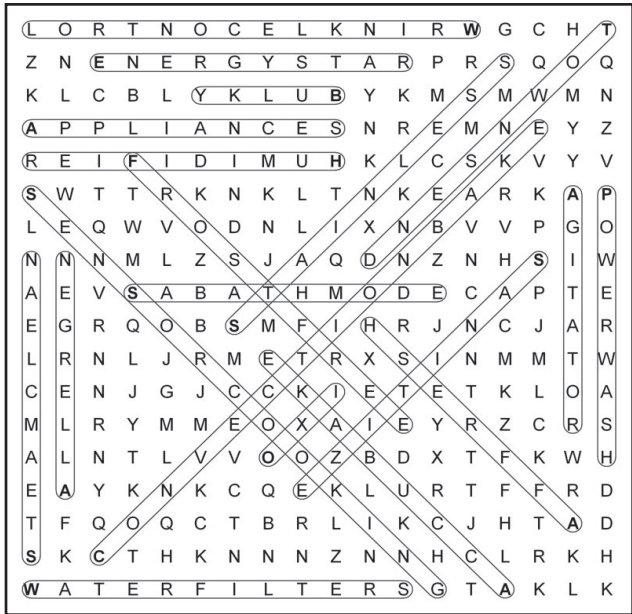 L O R T N O C E L K N I R W G C H T
Z N E N E R G Y S T A R P R S Q O Q
K L C B L Y K L U B Y K M S M W M N
A P P L I A N C E S N R E M N E Y Z
R E I F I D I M U H K L C S K V Y V
S W T T R K N K L T N K E A R K A P
L E Q W V O D N L I X N B V V P G O
N N N M L Z S J A Q D N Z N H S I W
A E V S A B A T H M O D E C A P T E
E G R Q O B S M F I H R J N C J A R
L R N L J R M E T R X S I N M M T W
C E N J G J C C K I E T E T K L O A
M L R Y M M E O X A I E Y R Z C R S
A L N T L V V O O Z B D X T F K W H
E A Y K N K C Q E K L U R T F F R D
T F Q O Q C T B R L I K C J H T A D
S K C T H K N N N Z N N H C L R K H
W A T E R F I L T E R S G T A K L K